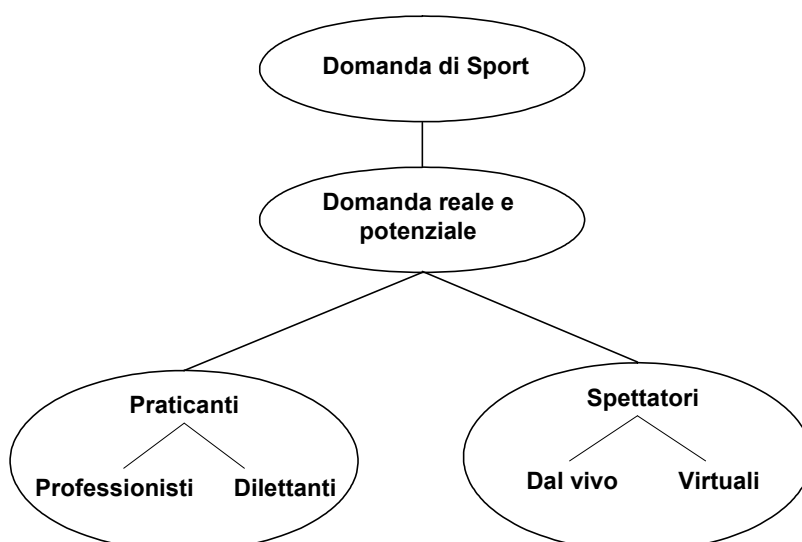 Domanda di Sport
Domanda reale e
potenziale
Praticanti
Professionisti Dilettanti
Spettatori
Dal vivo Virtuali